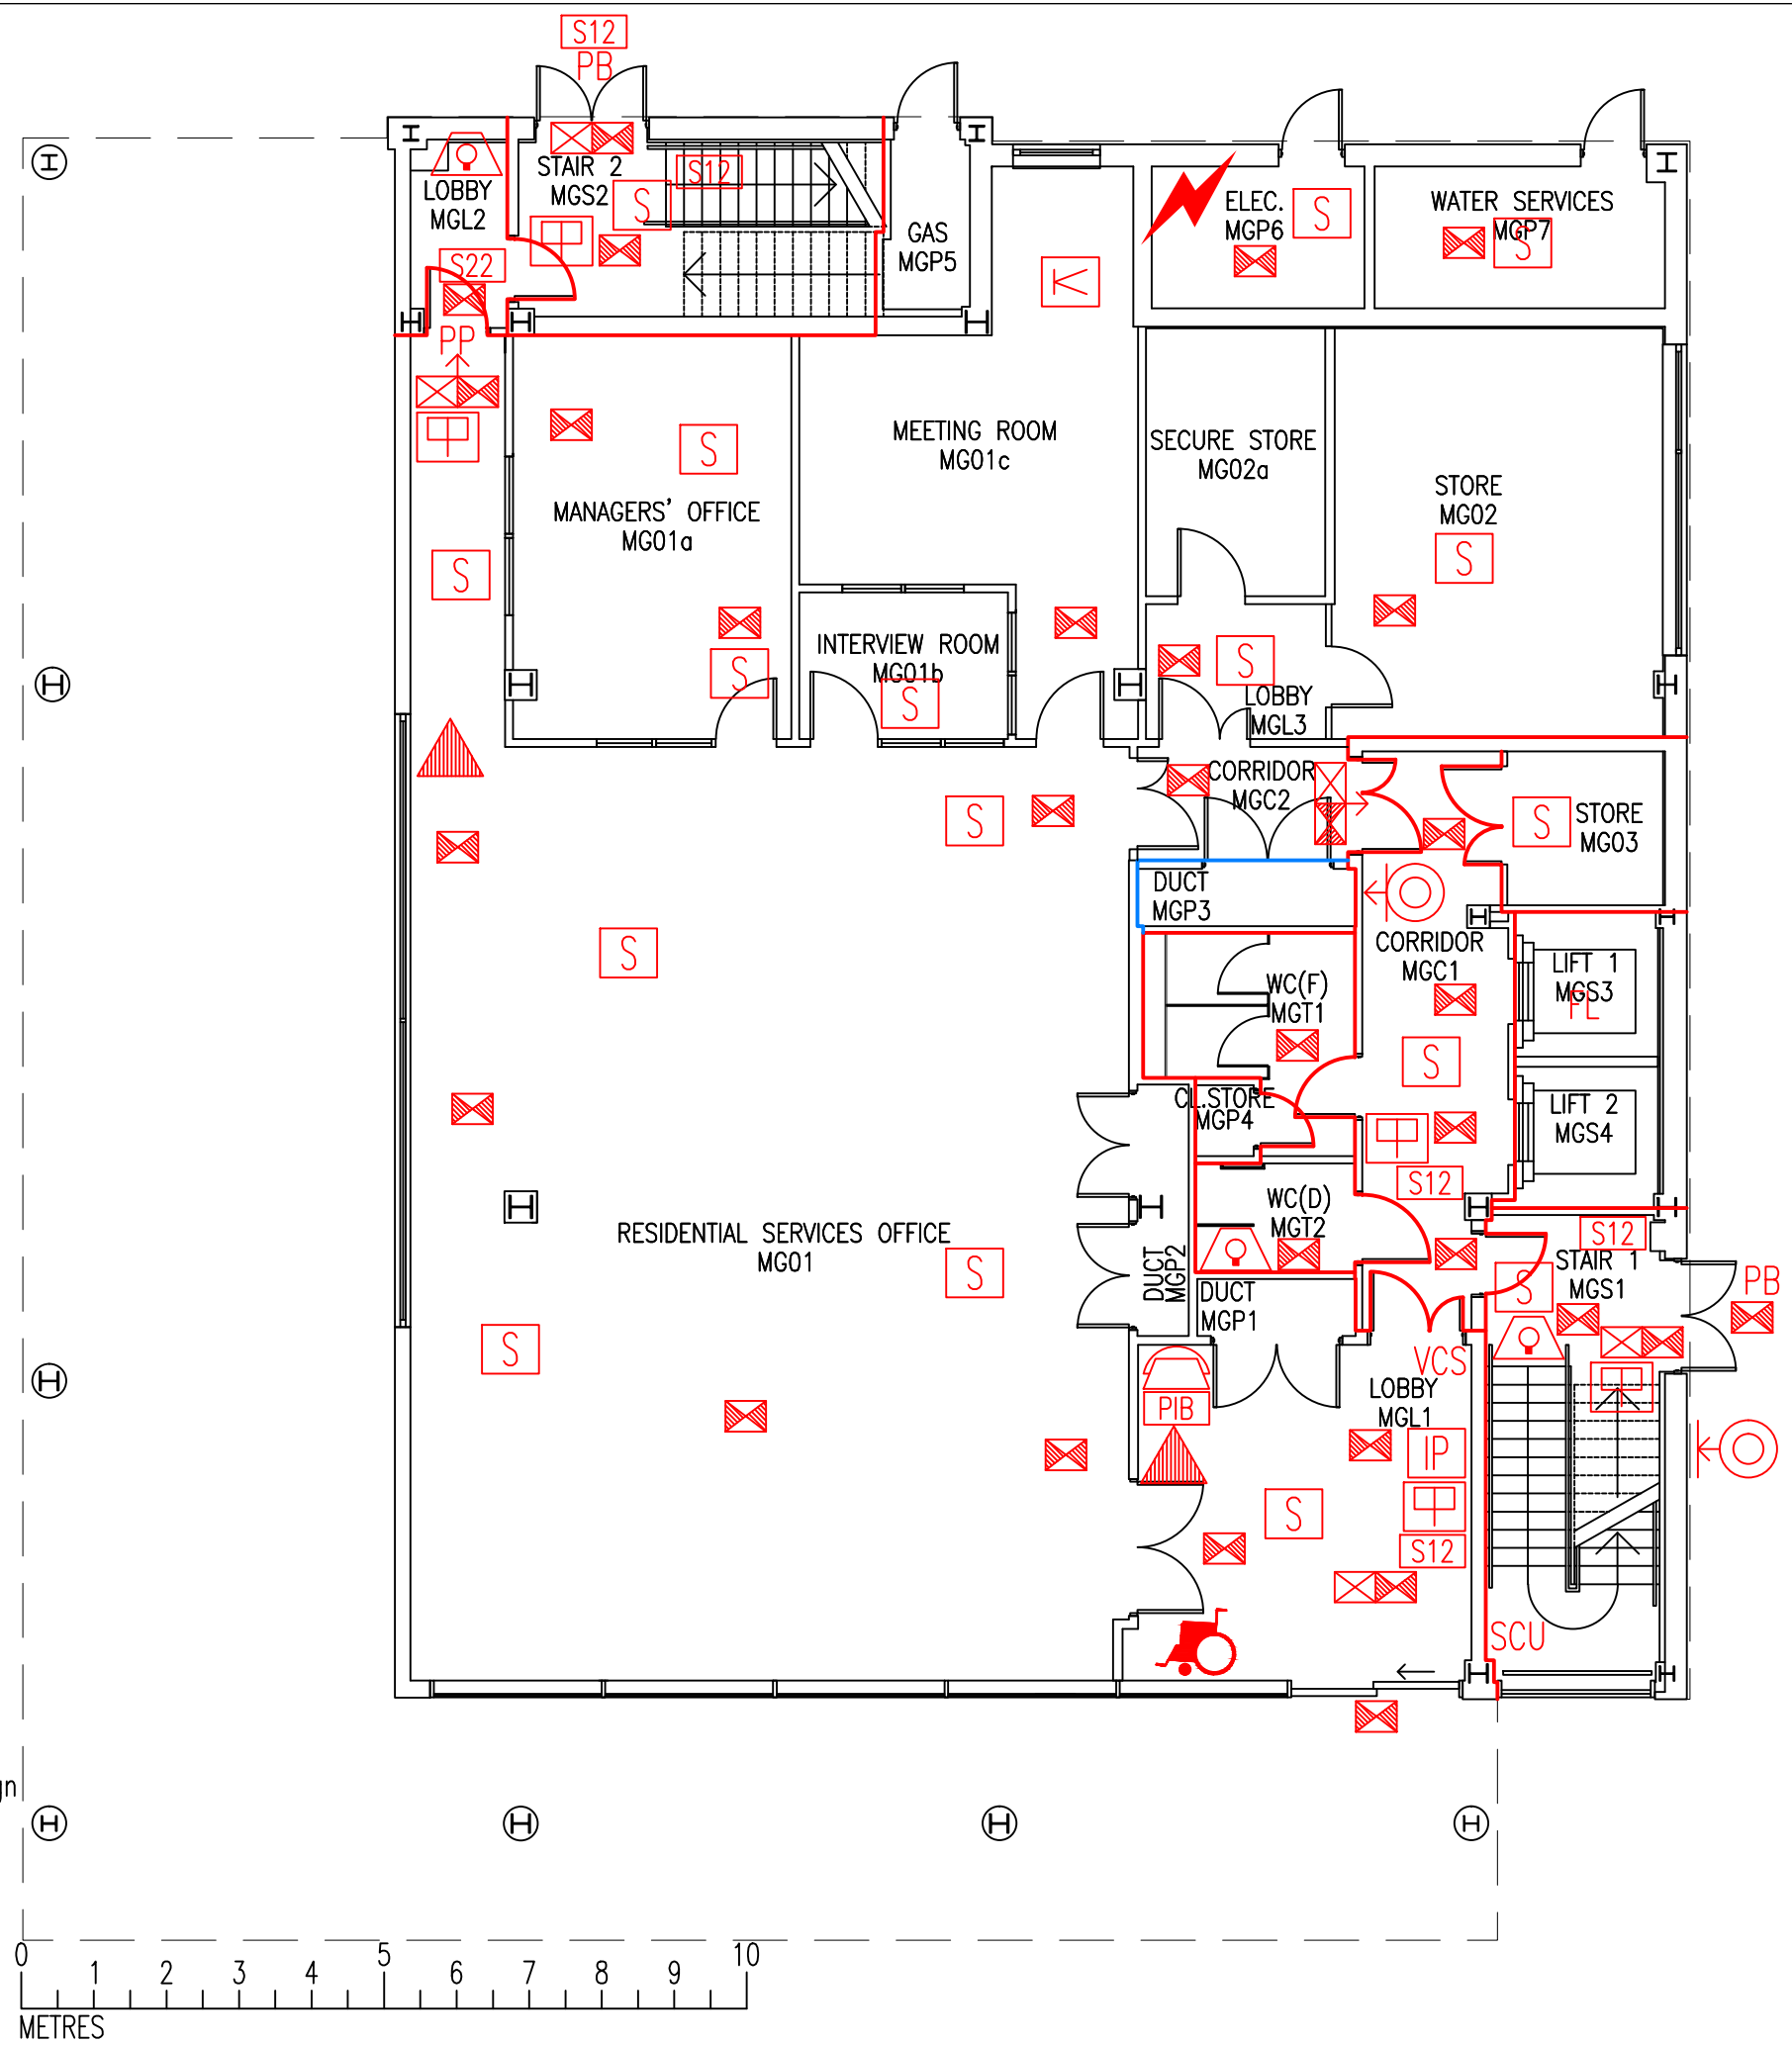 S12
PB
LOBBY
MGL2
STAIR 2
MGS2
S12
S
S22
PP
GAS
MGP5
ELEC.
MGP6
S
WATER SERVICES
MGP7
S
K
MANAGERS' OFFICE
MG01a
S
S
S
MEETING ROOM
MG01c
SECURE STORE
MG02a
STORE
MG02
S
INTERVIEW ROOM
MG01b
S
S
LOBBY
MGL3
CORRIDOR
MGC2
S
S
STORE
MG03
DUCT
MGP3
S
CORRIDOR
MGC1
WC(F)
MGT1
LIFT 1
MGS3
FL
S
CL.STORE
MGP4
LIFT 2
MGS4
S12
WC(D)
MGT2
RESIDENTIAL SERVICES OFFICE
MG01
S
S
DUCT
MGP2
DUCT
MGP1
S12
STAIR 1
MGS1
S
PB
VCS
LOBBY
MGL1
PIB
IP
S
S12
SCU
gn
0 1 2 3 4 5 6 7 8 9 10
METRES